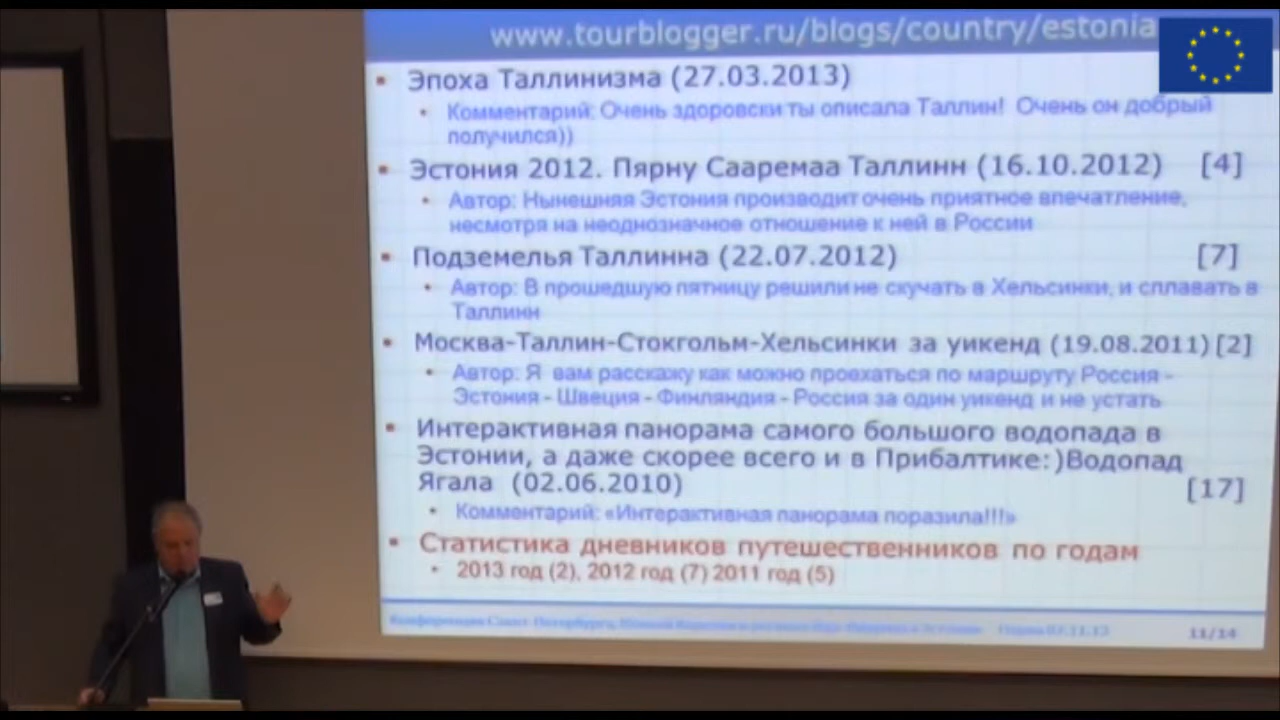 www.tourblogger.ru/blogs/country/estonia
Эпоха Таллинизма (27.03.2013)
Комментарий: Очень здоровски ты описала Таллин! Очень он добрый
получился))
Эстония 2012. Пярну Сааремаа Таллинн (16.10.2012) [4]
Автор: Нынешняя Эстония производит очень приятное впечатление,
несмотря на неоднозначное отношение к ней в России
Подземелья Таллинна (22.07.2012) [7]
Автор: В прошедшую пятницу решили не скучать в Хельсинки, и сплавать в
Таллинн
Москва-Таллин-Стокгольм-Хельсинки за уикенд (19.08.2011) [2]
Автор: Я вам расскажу как можно проехаться по маршруту Россия -
Эстония - Швеция - Финляндия - Россия за один уикенд и не устать
Интерактивная панорама самого большого водопада в
Эстонии, а даже скорее всего и в Прибалтике:)Водопад
Ягала (02.06.2010) [17]
Комментарий: «Интерактивная панорама поразила!!!»
Статистика дневников путешественников по годам
2013 год (2), 2012 год (7) 2011 год (5)
Конференция Санкт-Петербурга,
11/14